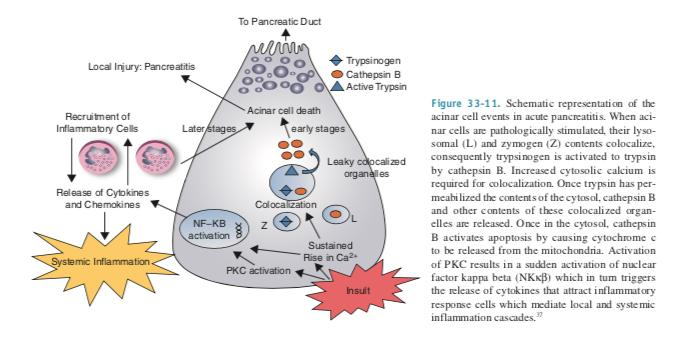 To Pancreatic Duct
Trypsinogen
Cathepsin B
Active Trypsin
Local Injury: Pancreatitis
Acinar cell death
Recruitment of
Inflammatory Cells
Later stages
early stages
Leaky colocalized
organelles
Release of Cytokines
and Chemokines
Colocalization
NF–KB
activation
Z
L
Sustained
Rise in Ca2+
Systemic Inflammation
PKC activation
Insult
Figure 33-11. Schematic representation of the
acinar cell events in acute pancreatitis. When aci-
nar cells are pathologically stimulated, their lyso-
somal (L) and zymogen (Z) contents colocalize,
consequently trypsinogen is activated to trypsin
by cathepsin B. Increased cytosolic calcium is
required for colocalization. Once trypsin has per-
meabilized the contents of the cytosol, cathepsin B
and other contents of these colocalized organ-
elles are released. Once in the cytosol, cathepsin
B activates apoptosis by causing cytochrome c
to be released from the mitochondria. Activation
of PKC results in a sudden activation of nuclear
factor kappa beta (NKκβ) which in turn triggers
the release of cytokines that attract inflammatory
response cells which mediate local and systemic
inflammation cascades.37